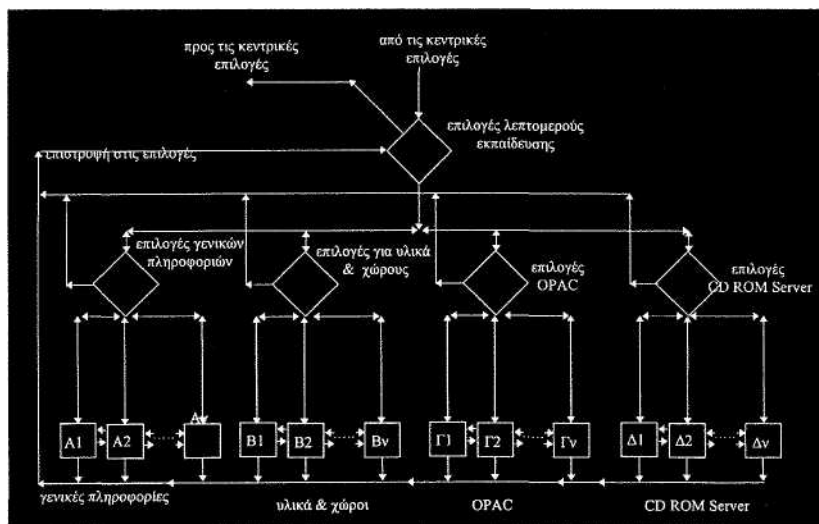 προς τις κεντρικές
επιλογές
από τις κεντρικές
επιλογές
επιλογές λεπτομερούς
εκπαίδευσης
επιστροφή στις επιλογές
επιλογές γενικών
πληροφοριών
επιλογές για υλικά
& χώρους
επιλογές
OPAC
επιλογές
CD ROM Server
Α1
Α2
Β1
Β2
Βν
Γ1
Γ2
Γν
Δ1
Δ2
Δν
γενικές πληροφορίες
υλικά & χώροι
OPAC
CD ROM Server